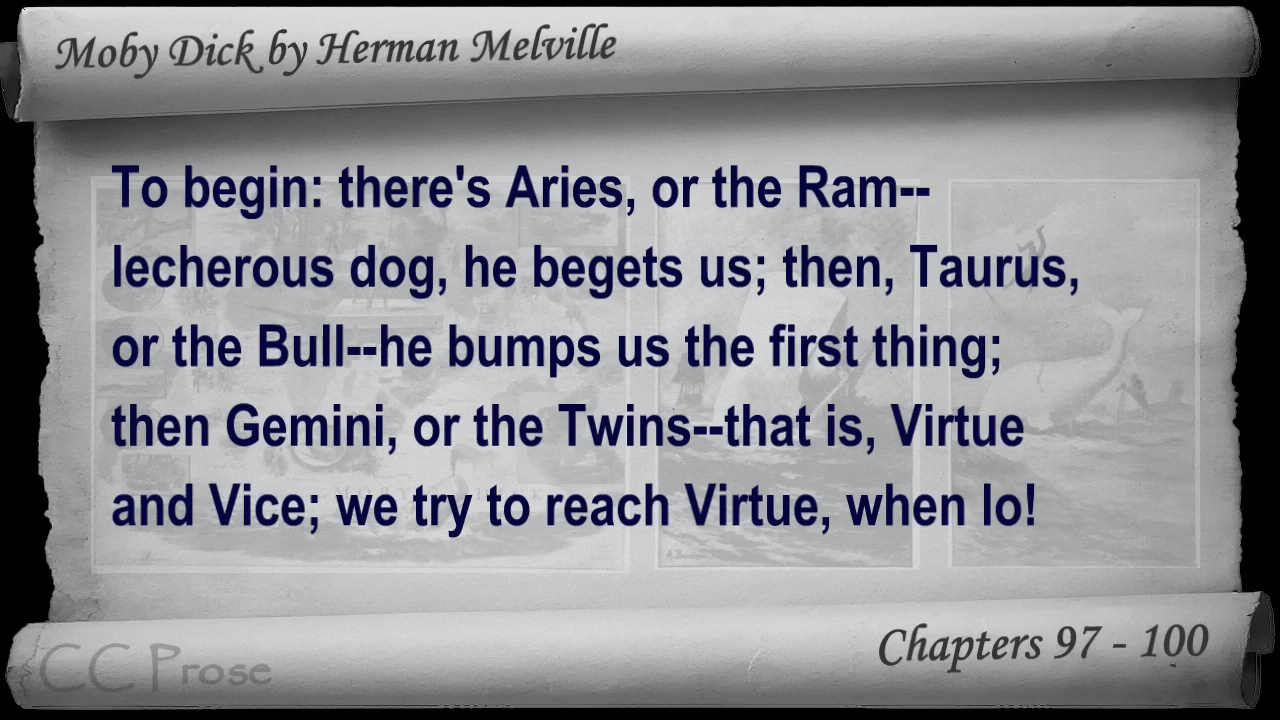 Moby Dick by Herman Melville
To begin: there's Aries, or the Ram--
lecherous dog, he begets us; then, Taurus,
or the Bull--he bumps us the first thing;
then Gemini, or the Twins--that is, Virtue
and Vice; we try to reach Virtue, when lo!
Chapters 97 - 100
CC Prose